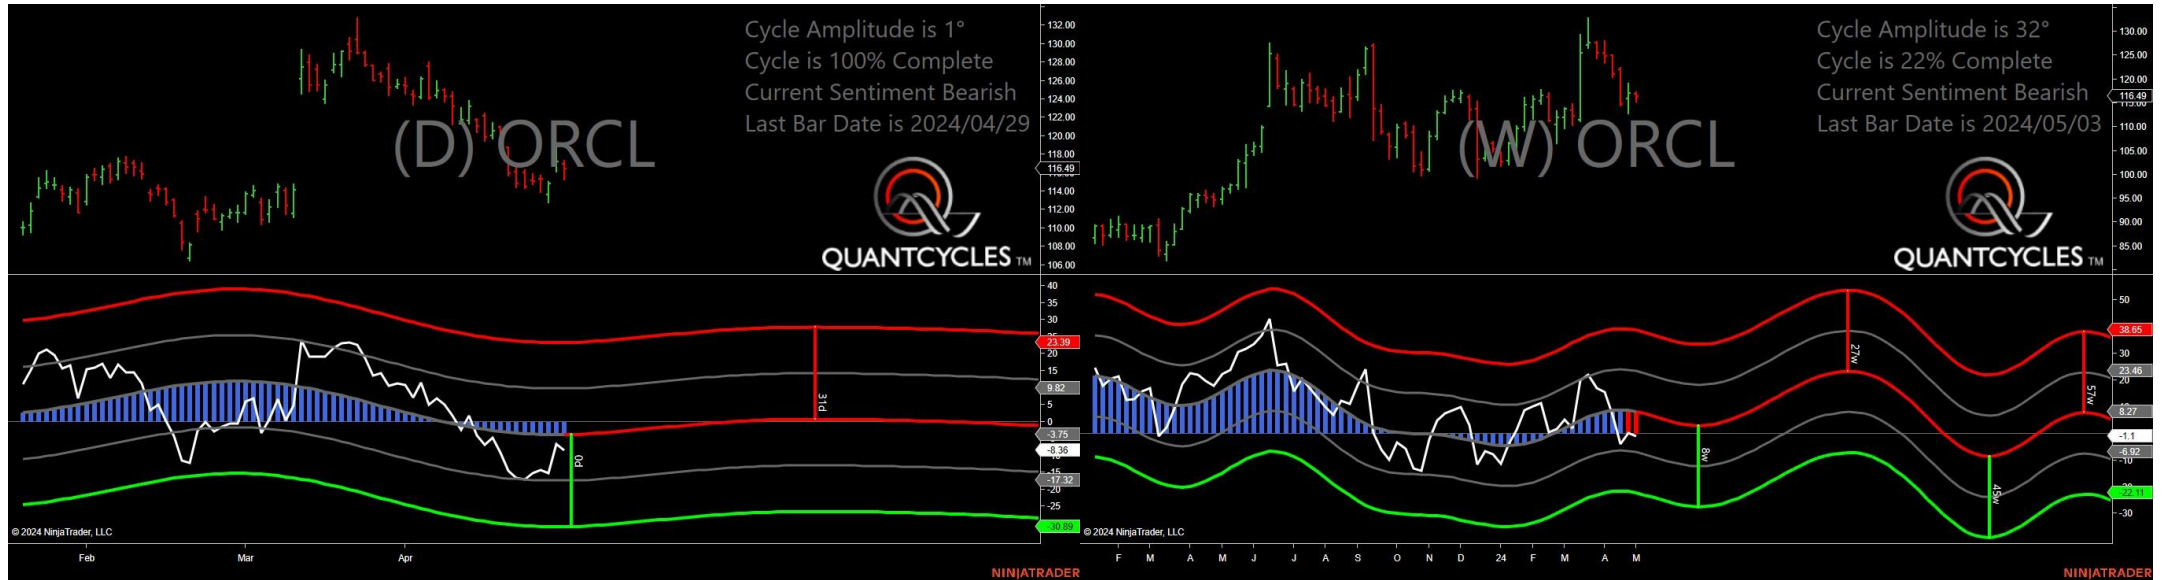 Cycle Amplitude is 1°
Cycle is 100% Complete
Current Sentiment Bearish
Last Bar Date is 2024/04/29
(D) ORCL
QUANTCYCLES TM
132.00
130.00
128.00
126.00
124.00
122.00
120.00
118.00
116.49
114.00
112.00
110.00
108.00
106.00
40
35
30
23.39
20
15
9.82
5
0
-3.75
-8.36
-15
-17.32
-20
-25
-30.89
31d
0d
© 2024 NinjaTrader, LLC
Feb
Mar
Apr
NINJATRADER
Cycle Amplitude is 32°
Cycle is 22% Complete
Current Sentiment Bearish
Last Bar Date is 2024/05/03
(W) ORCL
QUANTCYCLES TM
130.00
125.00
120.00
116.49
115.00
110.00
105.00
100.00
95.00
90.00
85.00
50
38.65
30
23.46
20
8.27
-1.1
-6.92
-10
-22.11
-30
27w
57w
8w
45w
© 2024 NinjaTrader, LLC
F M A M J J A S O N D 24 F M A M
NINJATRADER